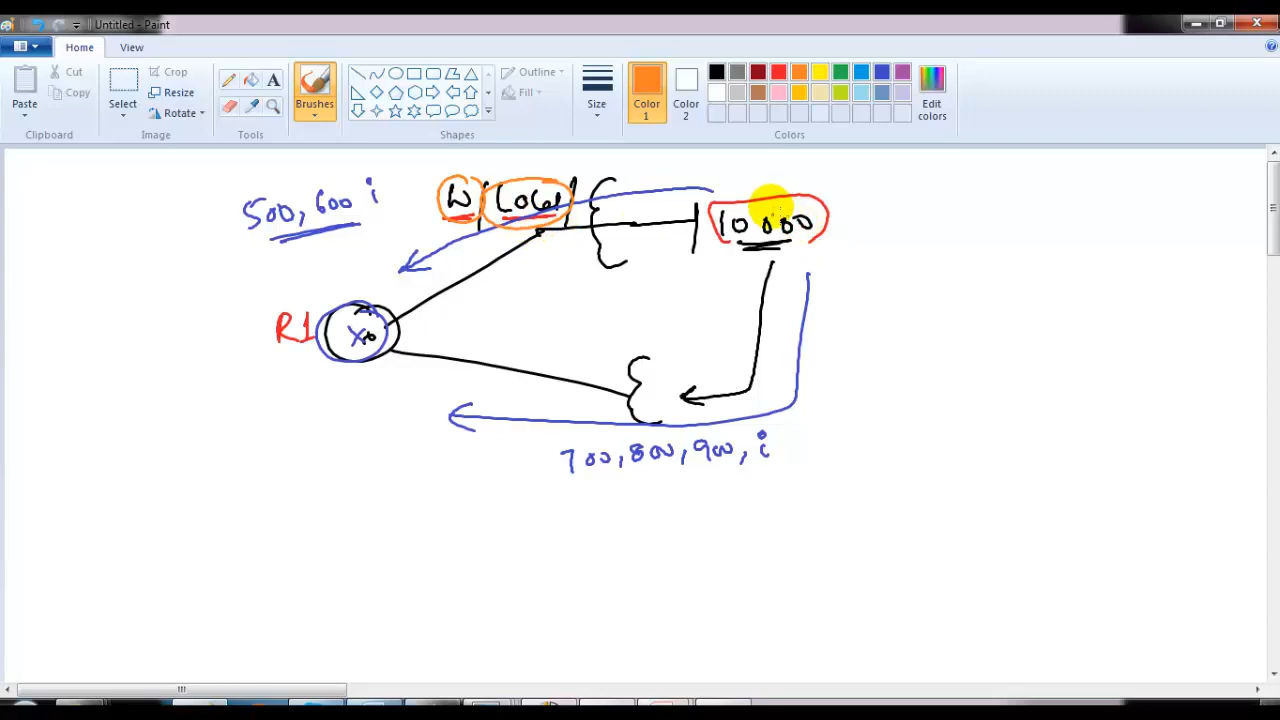 Untitled - Paint
Home
View
Paste
Cut
Copy
Clipboard
Select
Crop
Resize
Rotate
Image
Tools
Brushes
Shapes
Outline
Fill
Size
Color 1
Color 2
Edit colors
Colors
500, 600 i
W
LOCAL
10.000
R1
700, 800, 900, i